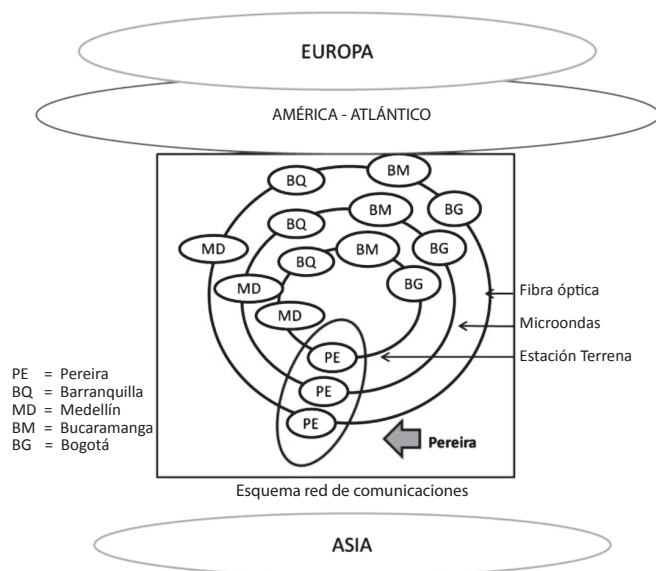 EUROPA
AMÉRICA - ATLÁNTICO
BM
BQ
BM
BG
BQ
BM
BG
MD
BQ
BG
MD
MD
Fibra óptica
Microondas
Estación Terrena
PE
PE
PE
Pereira
PE = Pereira
BQ = Barranquilla
MD = Medellín
BM = Bucaramanga
BG = Bogotá
Esquema red de comunicaciones
ASIA